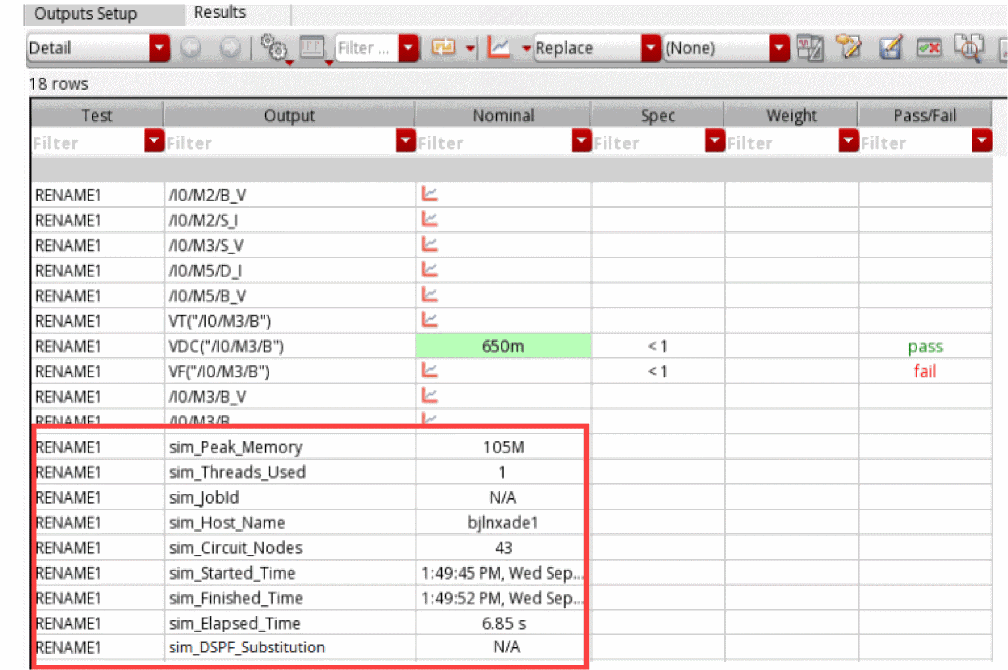 Outputs Setup Results
Detail Filter ... Replace (None)
18 rows
Test Output Nominal Spec Weight Pass/Fail
Filter Filter Filter Filter Filter Filter
RENAME1 /I0/M2/B_V
RENAME1 /I0/M2/S_I
RENAME1 /I0/M3/S_V
RENAME1 /I0/M5/D_I
RENAME1 /I0/M5/B_V
RENAME1 VT("/I0/M3/B")
RENAME1 VDC("/I0/M3/B") 650m < 1 pass
RENAME1 VF("/I0/M3/B") < 1 fail
RENAME1 /I0/M3/B_V
RENAME1 /I0/M3/B
RENAME1 sim_Peak_Memory 105M
RENAME1 sim_Threads_Used 1
RENAME1 sim_JobId N/A
RENAME1 sim_Host_Name bjlnxade1
RENAME1 sim_Circuit_Nodes 43
RENAME1 sim_Started_Time 1:49:45 PM, Wed Sep...
RENAME1 sim_Finished_Time 1:49:52 PM, Wed Sep...
RENAME1 sim_Elapsed_Time 6.85 s
RENAME1 sim_DSPF_Substitution N/A